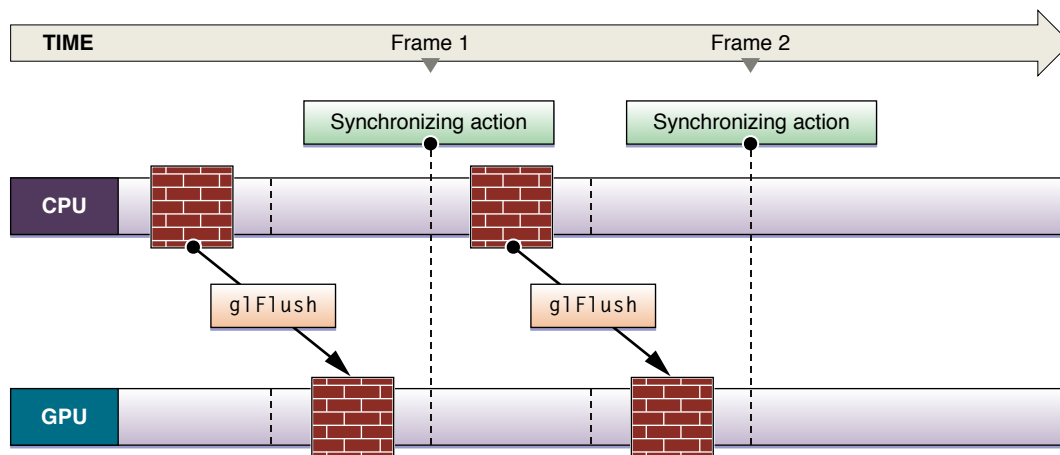 TIME Frame 1 Frame 2
Synchronizing action Synchronizing action
CPU
glFlush glFlush
GPU